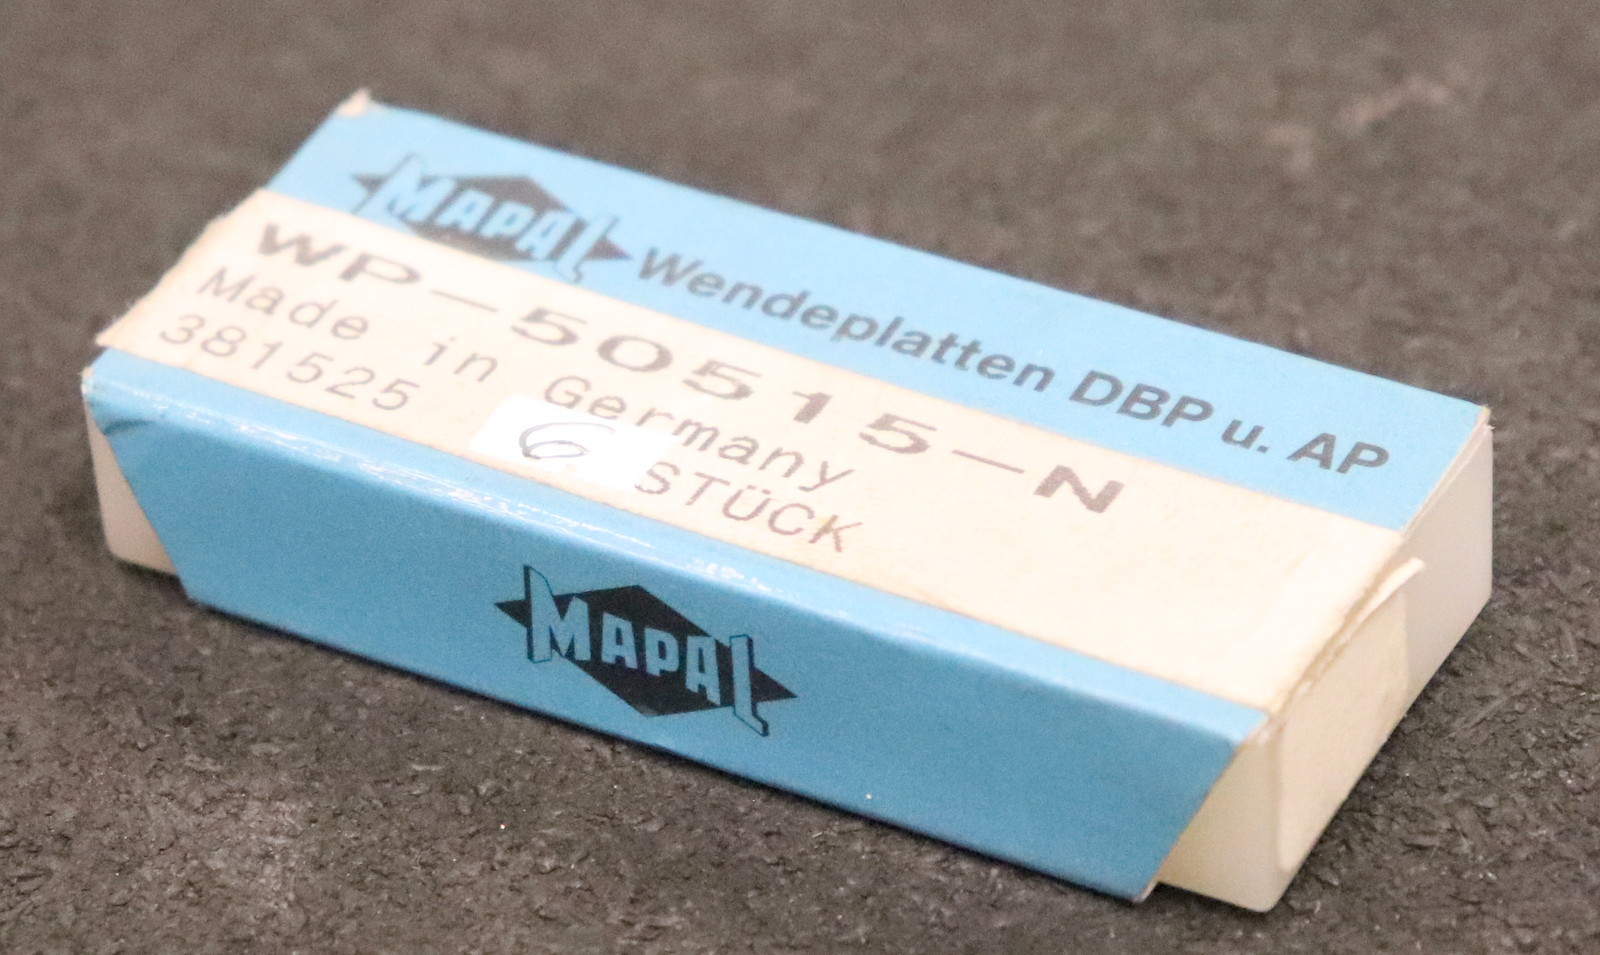 MAPAL Wendeplatten DBP u. AP
WP-50515-N
Made in Germany
381525 6 STÜCK
MAPAL